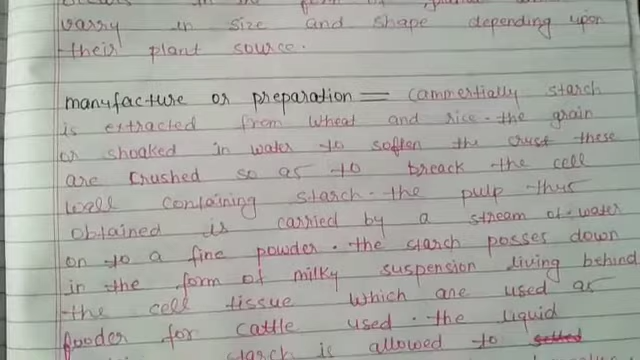 varry in size and shape depending upon
their plant source.
manufacture or preparation = Cammertially starch
is extracted from wheat and rice. the grain
or shoaked in water to soften the crust these
are crushed so as to breack the cell
wall containing starch. the pulp thus
obtained is carried by a stream of water
on to a fine powder. the starch posses down
in the form of milky suspension living behind
the cell tissue which are used as
fooder for cattle used. the liquid
starch is allowed to